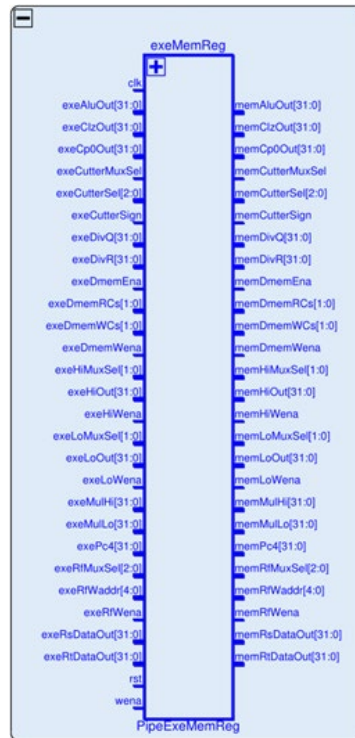 exeMemReg
clk
exeAluOut[31:0] memAluOut[31:0]
exeClzOut[31:0] memClzOut[31:0]
exeCp0Out[31:0] memCp0Out[31:0]
exeCutterMuxSel memCutterMuxSel
exeCutterSel[2:0] memCutterSel[2:0]
exeCutterSign memCutterSign
exeDivQ[31:0] memDivQ[31:0]
exeDivR[31:0] memDivR[31:0]
exeDmemEna memDmemEna
exeDmemRCs[1:0] memDmemRCs[1:0]
exeDmemWCs[1:0] memDmemWCs[1:0]
exeDmemWena memDmemWena
exeHiMuxSel[1:0] memHiMuxSel[1:0]
exeHiOut[31:0] memHiOut[31:0]
exeHiWena memHiWena
exeLoMuxSel[1:0] memLoMuxSel[1:0]
exeLoOut[31:0] memLoOut[31:0]
exeLoWena memLoWena
exeMulHi[31:0] memMulHi[31:0]
exeMulLo[31:0] memMulLo[31:0]
exePc4[31:0] memPc4[31:0]
exeRfMuxSel[2:0] memRfMuxSel[2:0]
exeRfWaddr[4:0] memRfWaddr[4:0]
exeRfWena memRfWena
exeRsDataOut[31:0] memRsDataOut[31:0]
exeRtDataOut[31:0] memRtDataOut[31:0]
rst
wena
PipeExeMemReg